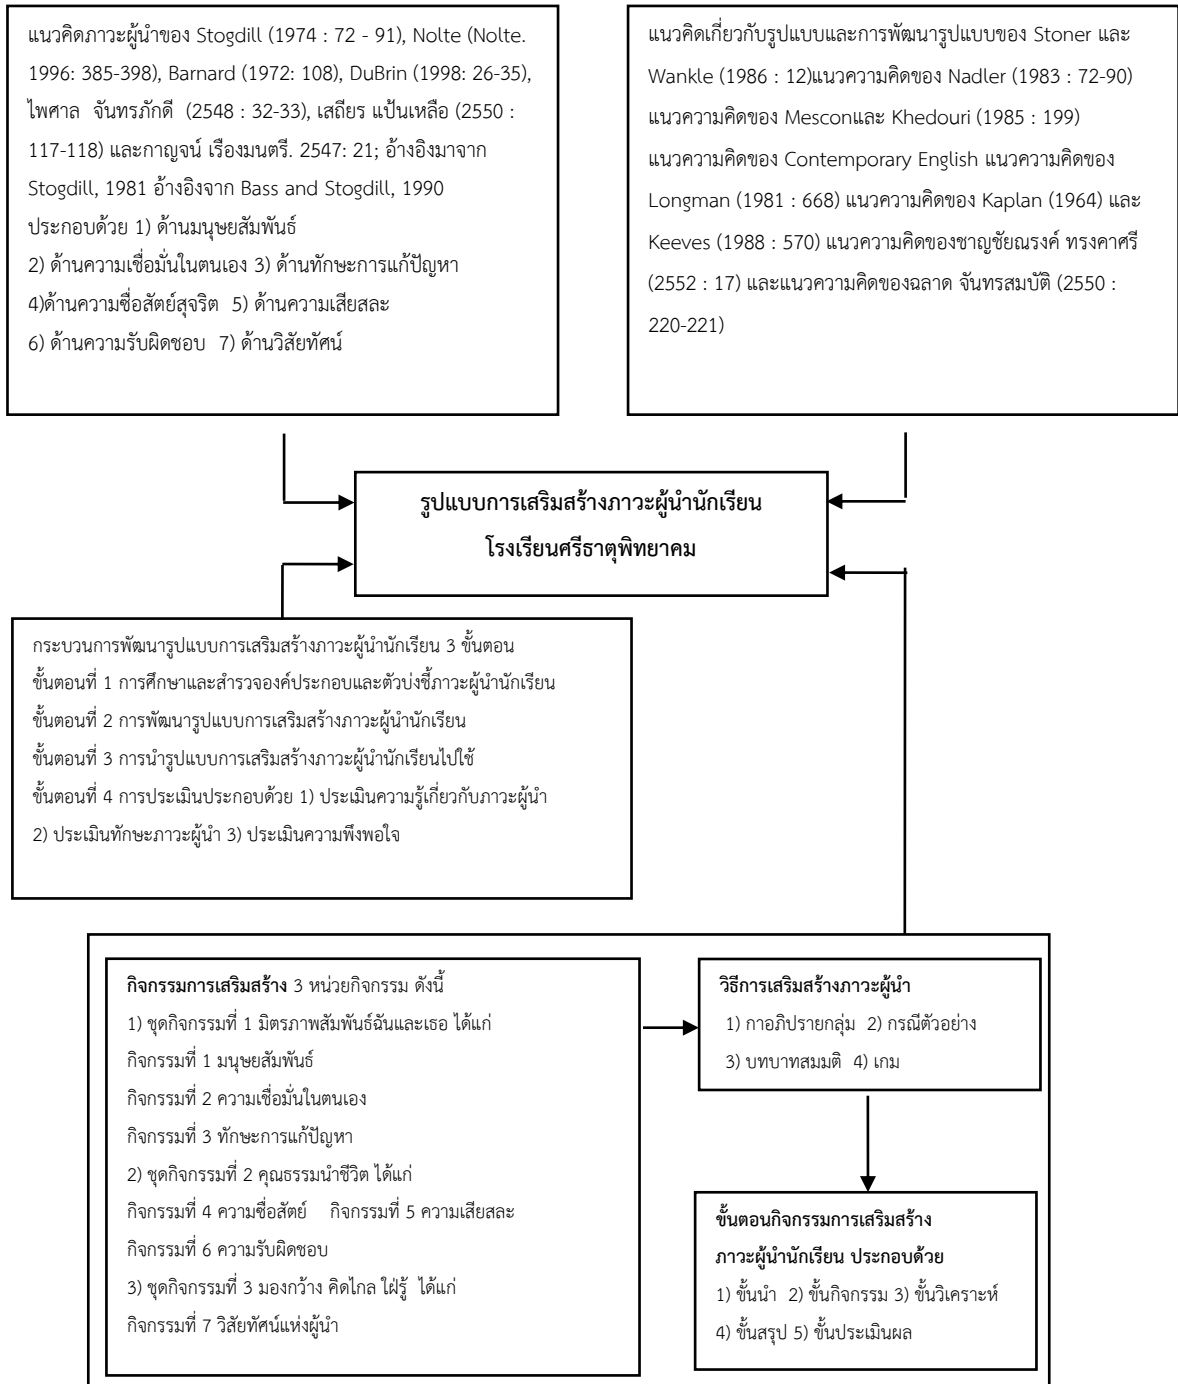 แนวคิดภาวะผู้นำของ Stogdill (1974 : 72 - 91), Nolte (Nolte.
1996: 385-398), Barnard (1972: 108), DuBrin (1998: 26-35),
ไพศาล จันทรภักดี (2548 : 32-33), เสถียร แป้นเหลือ (2550 :
117-118) และกาญจน์ เรืองมนตรี. 2547: 21; อ้างอิงมาจาก
Stogdill, 1981 อ้างอิงจาก Bass and Stogdill, 1990
ประกอบด้วย 1) ด้านมนุษยสัมพันธ์
2) ด้านความเชื่อมั่นในตนเอง 3) ด้านทักษะการแก้ปัญหา
4)ด้านความซื่อสัตย์สุจริต 5) ด้านความเสียสละ
6) ด้านความรับผิดชอบ 7) ด้านวิสัยทัศน์
แนวคิดเกี่ยวกับรูปแบบและการพัฒนารูปแบบของ Stoner และ
Wankle (1986 : 12)แนวความคิดของ Nadler (1983 : 72-90)
แนวความคิดของ Mesconและ Khedouri (1985 : 199)
แนวความคิดของ Contemporary English แนวความคิดของ
Longman (1981 : 668) แนวความคิดของ Kaplan (1964) และ
Keeves (1988 : 570) แนวความคิดของชาญชัยณรงค์ ทรงคาศรี
(2552 : 17) และแนวความคิดของฉลาด จันทรสมบัติ (2550 :
220-221)
รูปแบบการเสริมสร้างภาวะผู้นำนักเรียน
โรงเรียนศรีธาตุพิทยาคม
กระบวนการพัฒนารูปแบบการเสริมสร้างภาวะผู้นำนักเรียน 3 ขั้นตอน
ขั้นตอนที่ 1 การศึกษาและสำรวจองค์ประกอบและตัวบ่งชี้ภาวะผู้นำนักเรียน
ขั้นตอนที่ 2 การพัฒนารูปแบบการเสริมสร้างภาวะผู้นำนักเรียน
ขั้นตอนที่ 3 การนำรูปแบบการเสริมสร้างภาวะผู้นำนักเรียนไปใช้
ขั้นตอนที่ 4 การประเมินประกอบด้วย 1) ประเมินความรู้เกี่ยวกับภาวะผู้นำ
2) ประเมินทักษะภาวะผู้นำ 3) ประเมินความพึงพอใจ
กิจกรรมการเสริมสร้าง 3 หน่วยกิจกรรม ดังนี้
1) ชุดกิจกรรมที่ 1 มิตรภาพสัมพันธ์ฉันและเธอ ได้แก่
กิจกรรมที่ 1 มนุษยสัมพันธ์
กิจกรรมที่ 2 ความเชื่อมั่นในตนเอง
กิจกรรมที่ 3 ทักษะการแก้ปัญหา
2) ชุดกิจกรรมที่ 2 คุณธรรมนำชีวิต ได้แก่
กิจกรรมที่ 4 ความซื่อสัตย์ กิจกรรมที่ 5 ความเสียสละ
กิจกรรมที่ 6 ความรับผิดชอบ
3) ชุดกิจกรรมที่ 3 มองกว้าง คิดไกล ใฝ่รู้ ได้แก่
กิจกรรมที่ 7 วิสัยทัศน์แห่งผู้นำ
วิธีการเสริมสร้างภาวะผู้นำ
1) กาอภิปรายกลุ่ม 2) กรณีตัวอย่าง
3) บทบาทสมมติ 4) เกม
ขั้นตอนกิจกรรมการเสริมสร้าง
ภาวะผู้นำนักเรียน ประกอบด้วย
1) ขั้นนำ 2) ขั้นกิจกรรม 3) ขั้นวิเคราะห์
4) ขั้นสรุป 5) ขั้นประเมินผล